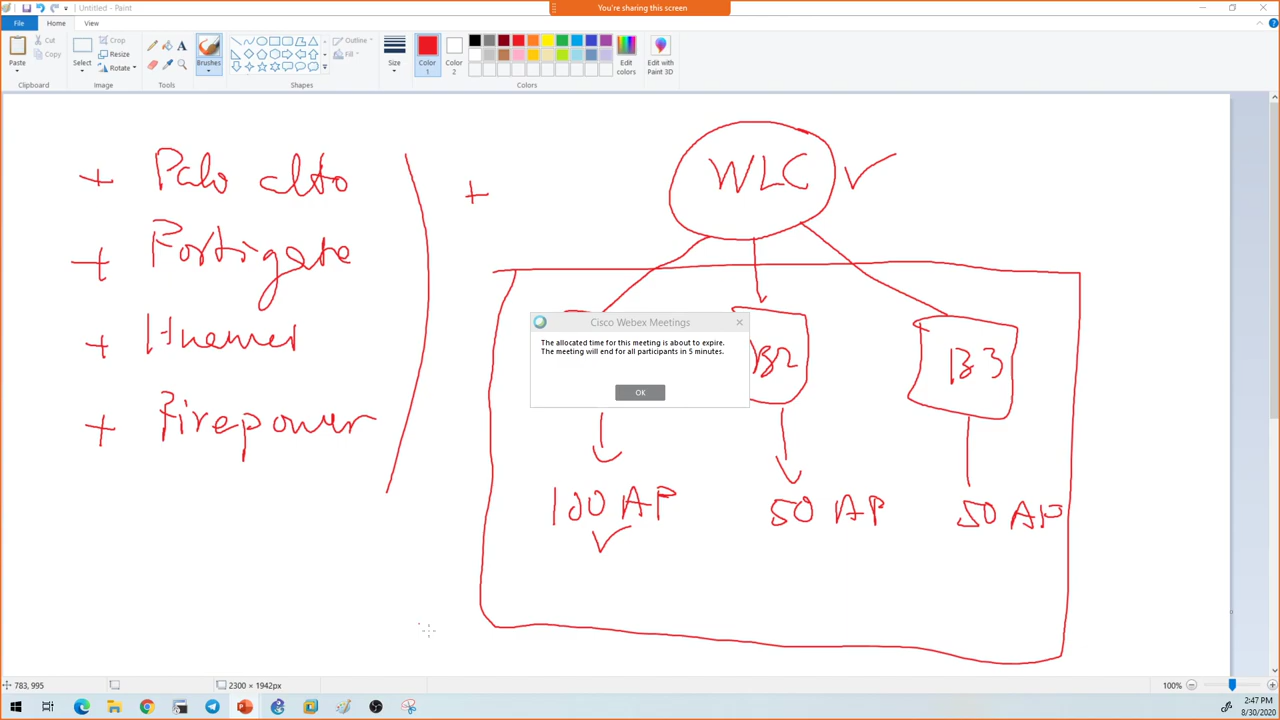 Untitled - Paint
You're sharing this screen
File
Home
View
Paste
Cut
Copy
Clipboard
Select
Crop
Resize
Rotate
Image
Tools
Brushes
Outline
Fill
Shapes
Size
Color 1
Color 2
Edit colors
Edit with Paint 3D
Colors
+ Palo alto
+ Fortigate
+
+ Firepower
+
WLC
Cisco Webex Meetings
The allocated time for this meeting is about to expire.
The meeting will end for all participants in 5 minutes.
OK
B2
B3
100 AP
50 AP
50 AP
783, 995
2300 × 1942px
100%
2:47 PM
8/30/2020